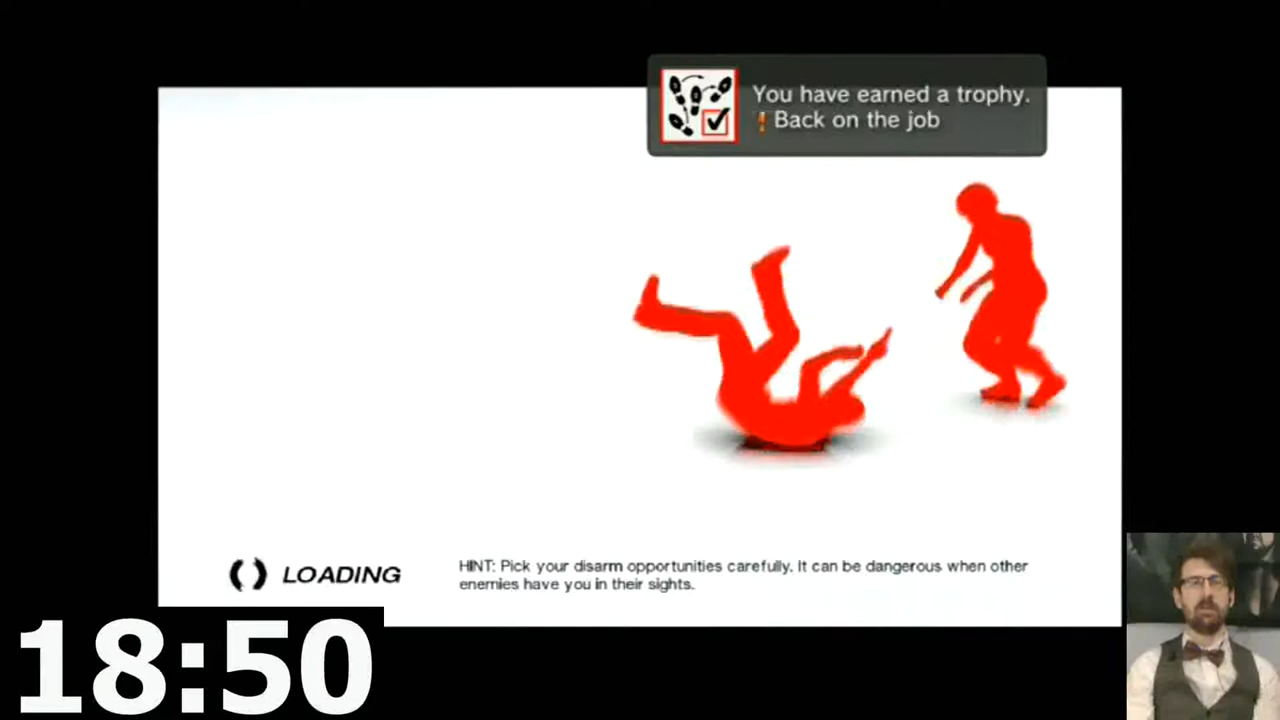 You have earned a trophy.
Back on the job
LOADING
HINT: Pick your disarm opportunities carefully. It can be dangerous when other
enemies have you in their sights.
18:50